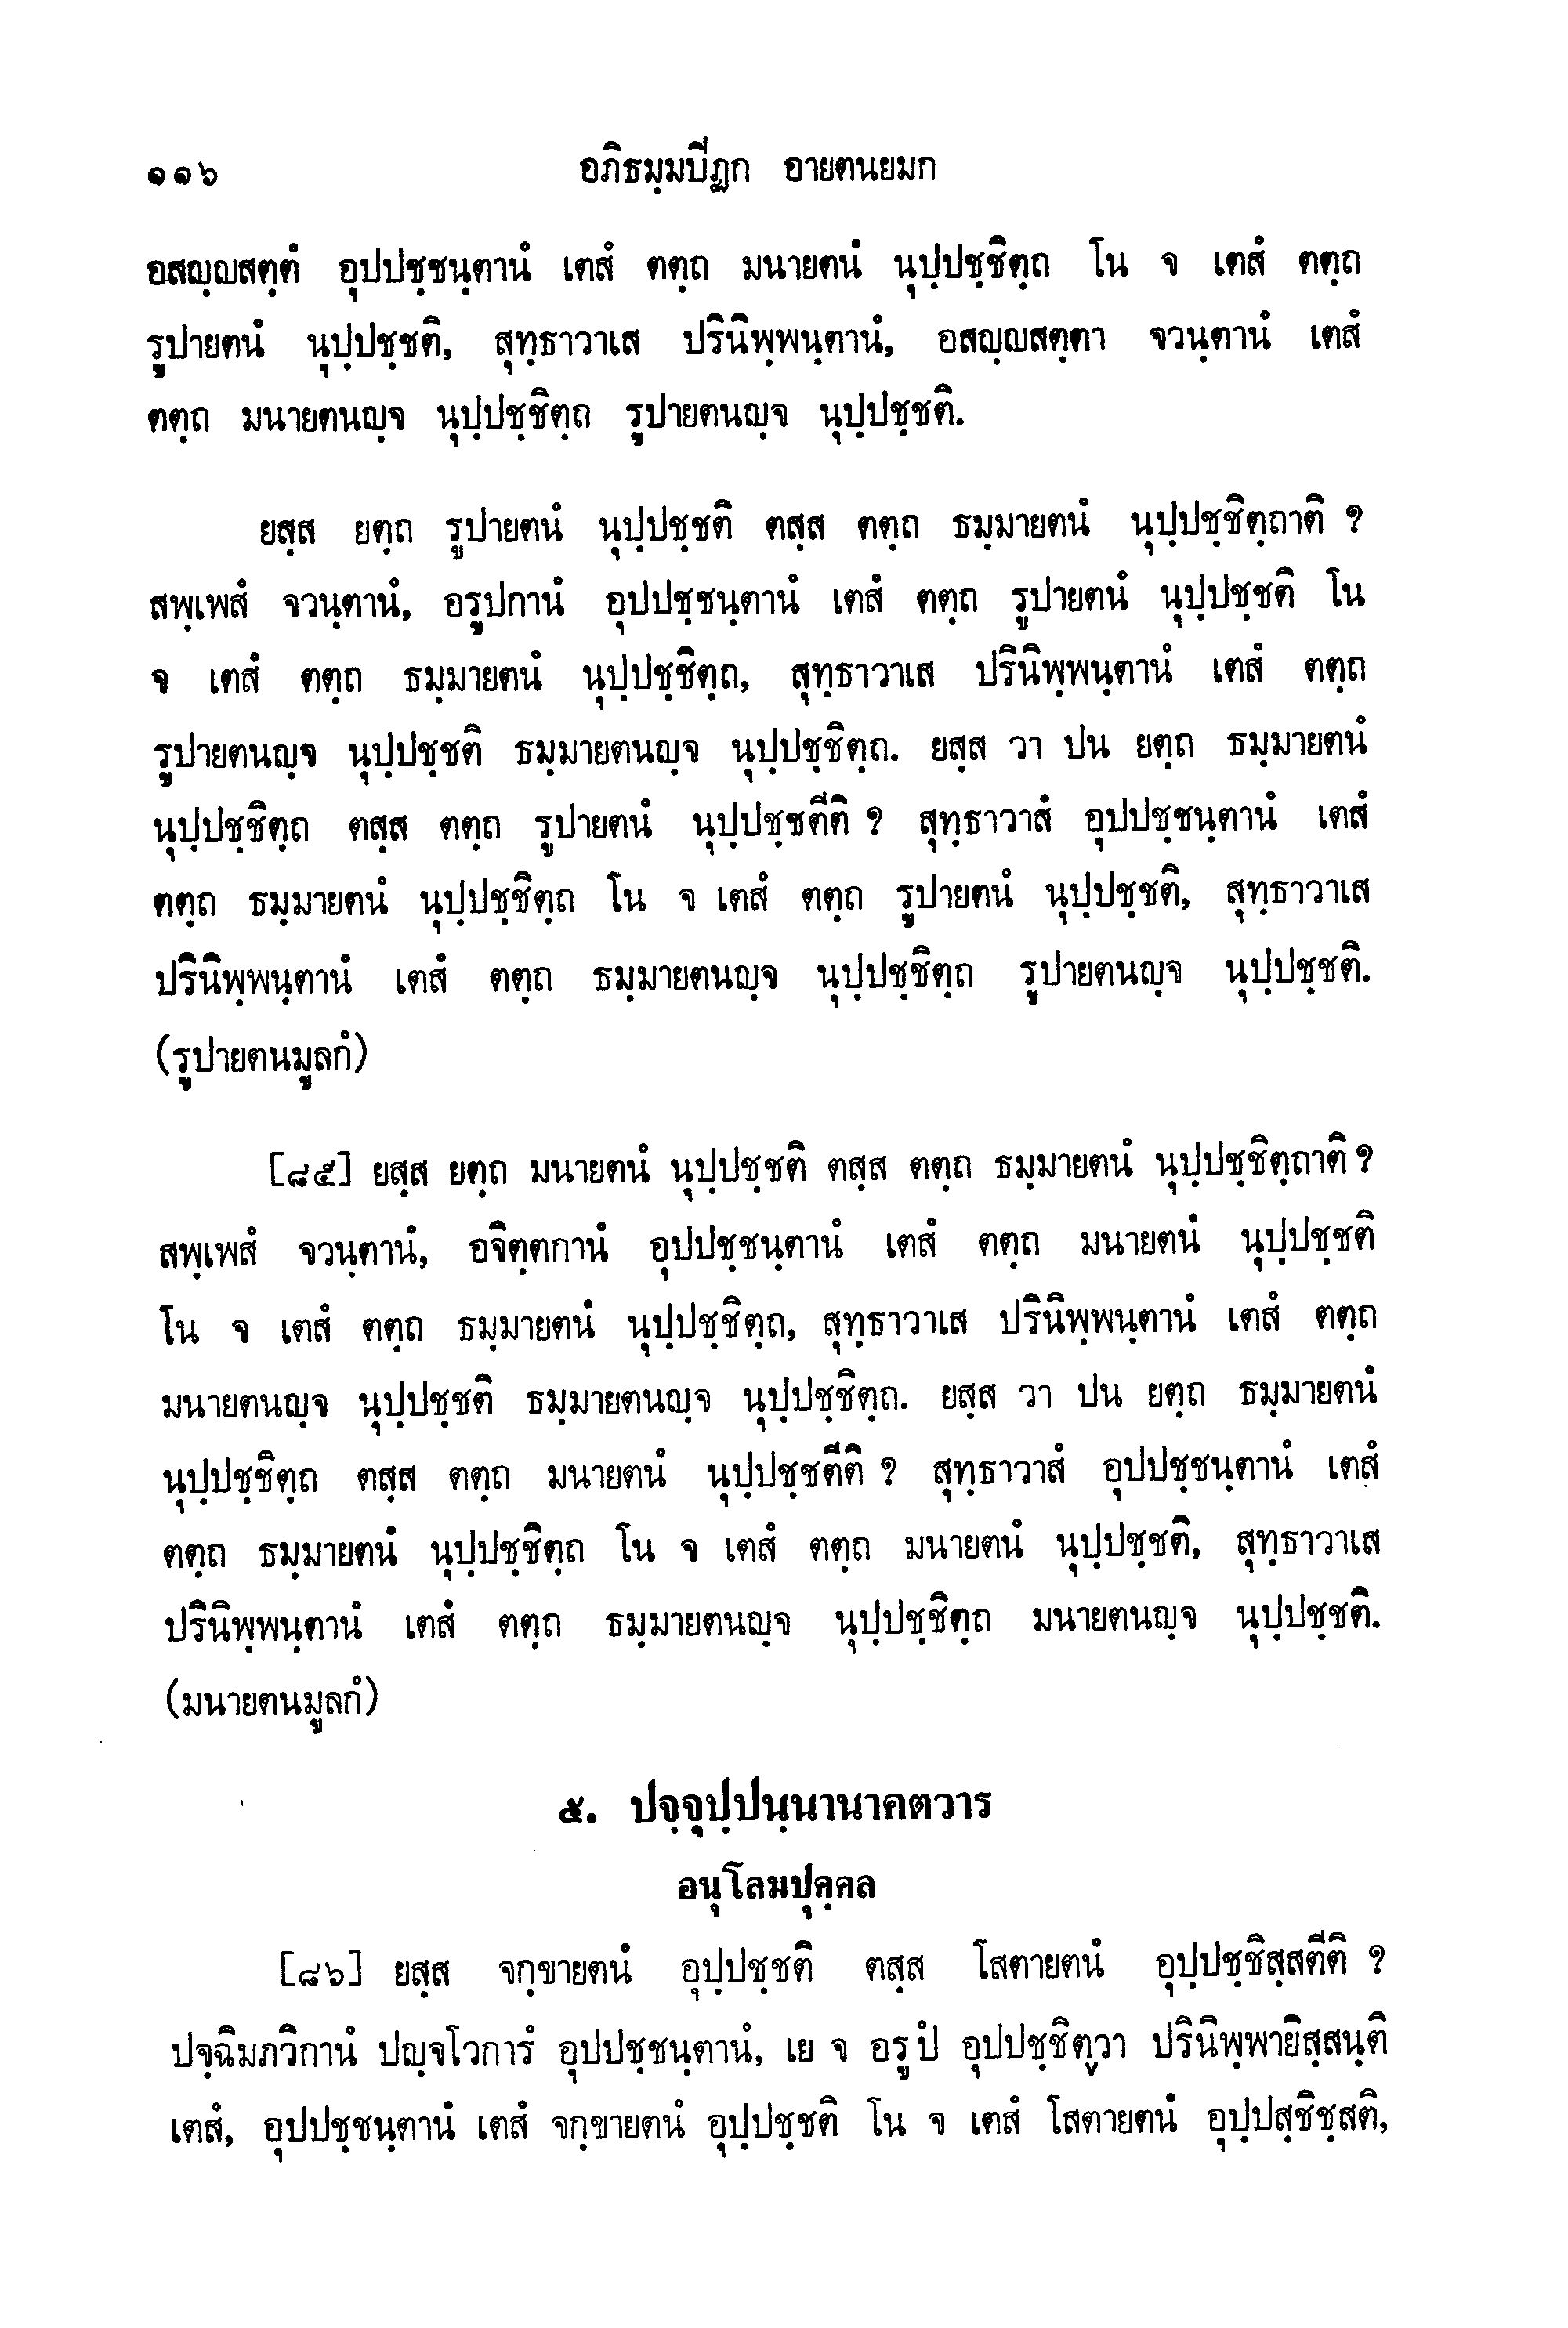 ๑๑๖ อภิธมฺมปีฏก อายตนยมก
อสญฺญสตฺตํ อุปปชฺชนฺตานํ เตสํ ตตฺถ มนายตนํ นุปฺปชฺชิตฺถ โน จ เตสํ ตตฺถ
รูปายตนํ นุปฺปชฺชติ, สุทฺธาวาเส ปรินิพฺพนฺตานํ, อสญฺญสตฺตา จวนฺตานํ เตสํ
ตตฺถ มนายตนญฺจ นุปฺปชฺชิตฺถ รูปายตนญฺจ นุปฺปชฺชติ.
ยสฺส ยตฺถ รูปายตนํ นุปฺปชฺชติ ตสฺส ตตฺถ ธมฺมายตนํ นุปฺปชฺชิตฺถาติ ?
สพฺเพสํ จวนฺตานํ, อรูปกานํ อุปปชฺชนฺตานํ เตสํ ตตฺถ รูปายตนํ นุปฺปชฺชติ โน
จ เตสํ ตตฺถ ธมฺมายตนํ นุปฺปชฺชิตฺถ, สุทฺธาวาเส ปรินิพฺพนฺตานํ เตสํ ตตฺถ
รูปายตนญฺจ นุปฺปชฺชติ ธมฺมายตนญฺจ นุปฺปชฺชิตฺถ. ยสฺส วา ปน ยตฺถ ธมฺมายตนํ
นุปฺปชฺชิตฺถ ตสฺส ตตฺถ รูปายตนํ นุปฺปชฺชตีติ ? สุทฺธาวาสํ อุปปชฺชนฺตานํ เตสํ
ตตฺถ ธมฺมายตนํ นุปฺปชฺชิตฺถ โน จ เตสํ ตตฺถ รูปายตนํ นุปฺปชฺชติ, สุทฺธาวาเส
ปรินิพฺพนฺตานํ เตสํ ตตฺถ ธมฺมายตนญฺจ นุปฺปชฺชิตฺถ รูปายตนญฺจ นุปฺปชฺชติ.
(รูปายตนมูลกํ)
[๘๕] ยสฺส ยตฺถ มนายตนํ นุปฺปชฺชติ ตสฺส ตตฺถ ธมฺมายตนํ นุปฺปชฺชิตฺถาติ ?
สพฺเพสํ จวนฺตานํ, อจิตฺตกานํ อุปปชฺชนฺตานํ เตสํ ตตฺถ มนายตนํ นุปฺปชฺชติ
โน จ เตสํ ตตฺถ ธมฺมายตนํ นุปฺปชฺชิตฺถ, สุทฺธาวาเส ปรินิพฺพนฺตานํ เตสํ ตตฺถ
มนายตนญฺจ นุปฺปชฺชติ ธมฺมายตนญฺจ นุปฺปชฺชิตฺถ. ยสฺส วา ปน ยตฺถ ธมฺมายตนํ
นุปฺปชฺชิตฺถ ตสฺส ตตฺถ มนายตนํ นุปฺปชฺชตีติ ? สุทฺธาวาสํ อุปปชฺชนฺตานํ เตสํ
ตตฺถ ธมฺมายตนํ นุปฺปชฺชิตฺถ โน จ เตสํ ตตฺถ มนายตนํ นุปฺปชฺชติ, สุทฺธาวาเส
ปรินิพฺพนฺตานํ เตสํ ตตฺถ ธมฺมายตนญฺจ นุปฺปชฺชิตฺถ มนายตนญฺจ นุปฺปชฺชติ.
(มนายตนมูลกํ)
๕. ปจฺจุปฺปนฺนานาคตวาร
อนุโลมปุคฺคล
[๘๖] ยสฺส จกฺขายตนํ อุปฺปชฺชติ ตสฺส โสตายตนํ อุปฺปชฺชิสฺสตีติ ?
ปจฺฉิมภวิกานํ ปญฺจโวการํ อุปปชฺชนฺตานํ, เย จ อรูปํ อุปปชฺชิตฺวา ปรินิพฺพายิสฺสนฺติ
เตสํ, อุปปชฺชนฺตานํ เตสํ จกฺขายตนํ อุปฺปชฺชติ โน จ เตสํ โสตายตนํ อุปฺปสฺชิชฺสติ,